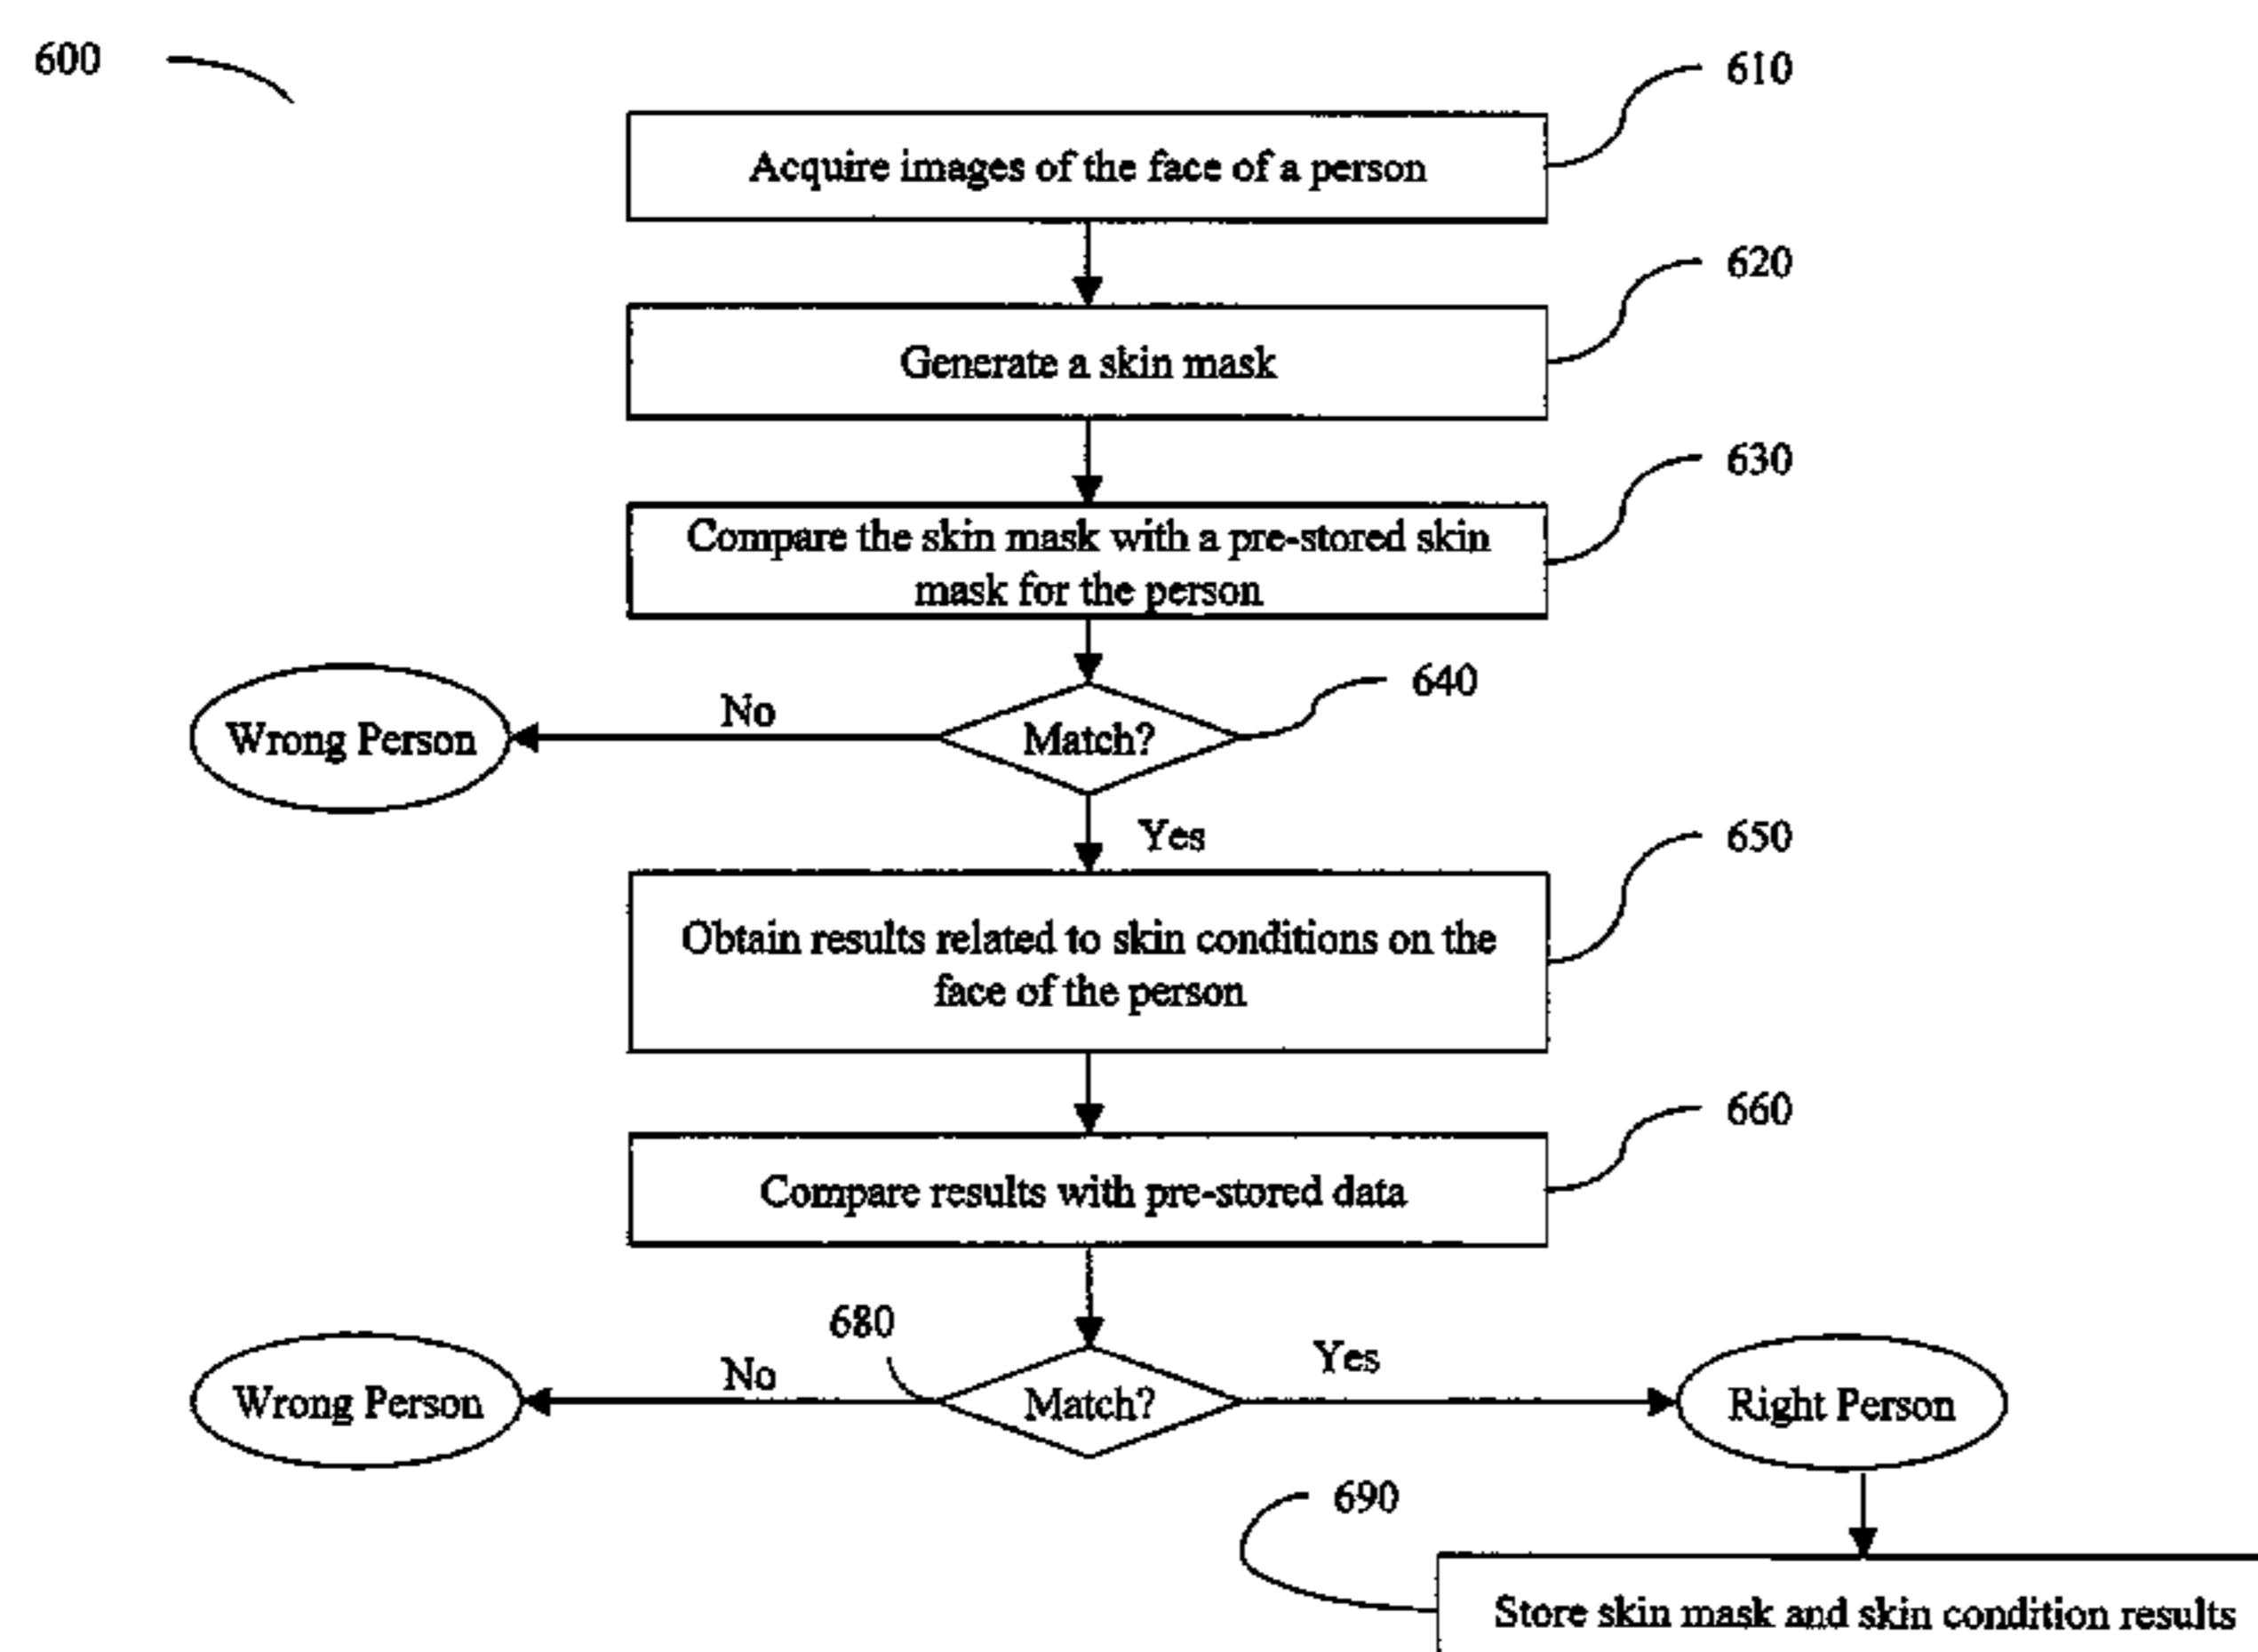 600
610
Acquire images of the face of a person
620
Generate a skin mask
630
Compare the skin mask with a pre-stored skin
mask for the person
640
Match?
No
Wrong Person
Yes
650
Obtain results related to skin conditions on the
face of the person
660
Compare results with pre-stored data
680
Match?
No
Wrong Person
Yes
Right Person
690
Store skin mask and skin condition results